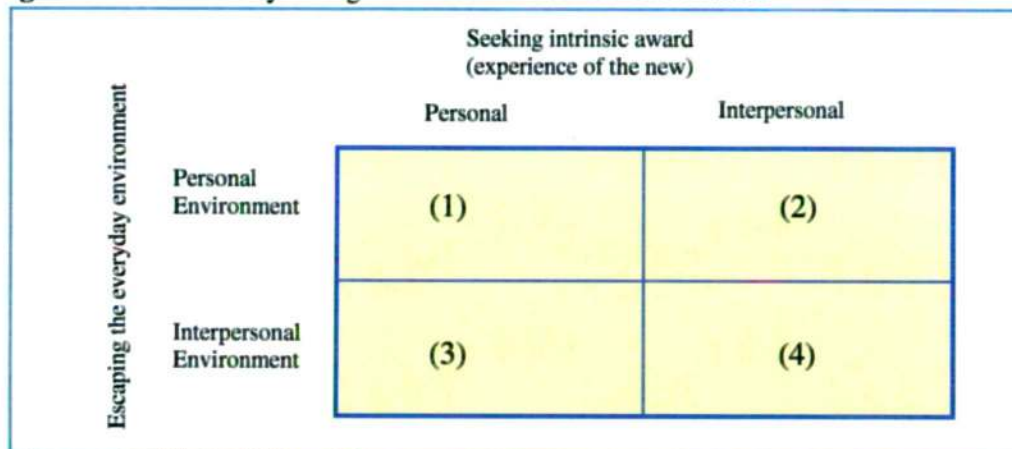 Seeking intrinsic award
(experience of the new)
Personal
Interpersonal
Escaping the everyday environment
Personal
Environment
(1)
(2)
Interpersonal
Environment
(3)
(4)